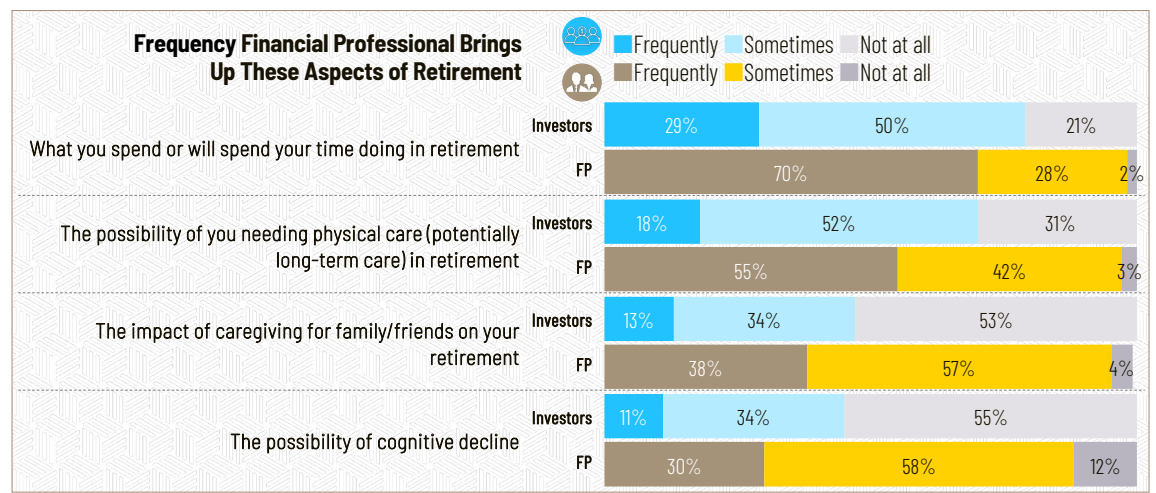 Frequency Financial Professional Brings
Up These Aspects of Retirement
Frequently Sometimes Not at all
Frequently Sometimes Not at all
What you spend or will spend your time doing in retirement
Investors 29% 50% 21%
FP 70% 28% 2%
The possibility of you needing physical care (potentially
long-term care) in retirement
Investors 18% 52% 31%
FP 55% 42% 3%
The impact of caregiving for family/friends on your
retirement
Investors 13% 34% 53%
FP 38% 57% 4%
The possibility of cognitive decline
Investors 11% 34% 55%
FP 30% 58% 12%